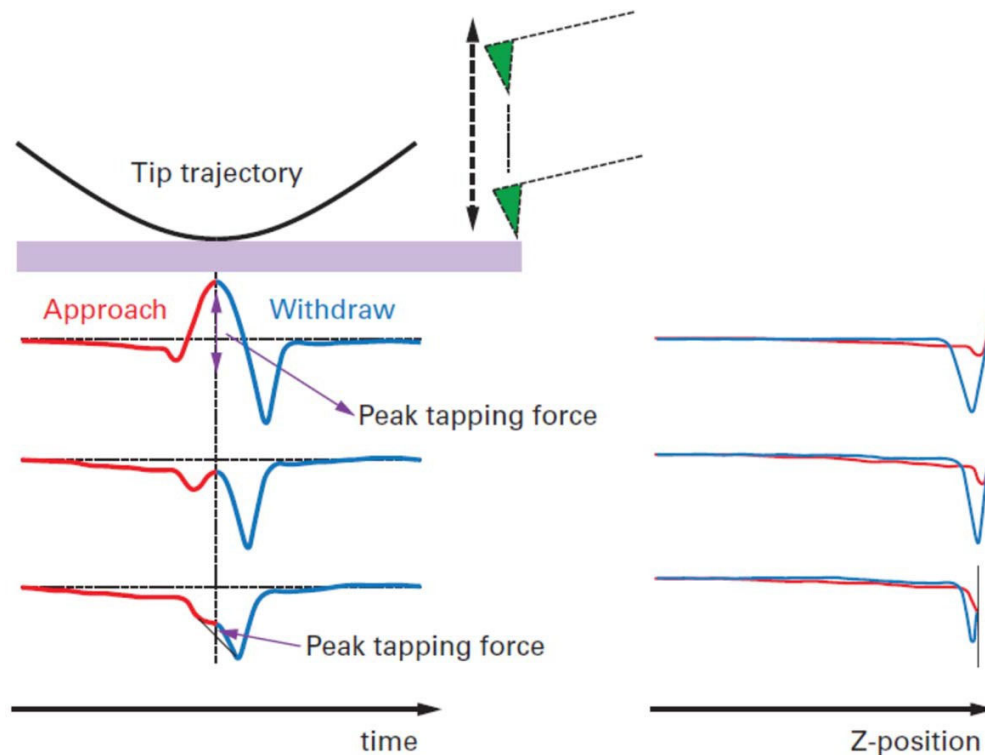 Tip trajectory
Approach
Withdraw
Peak tapping force
Peak tapping force
time
Z-position